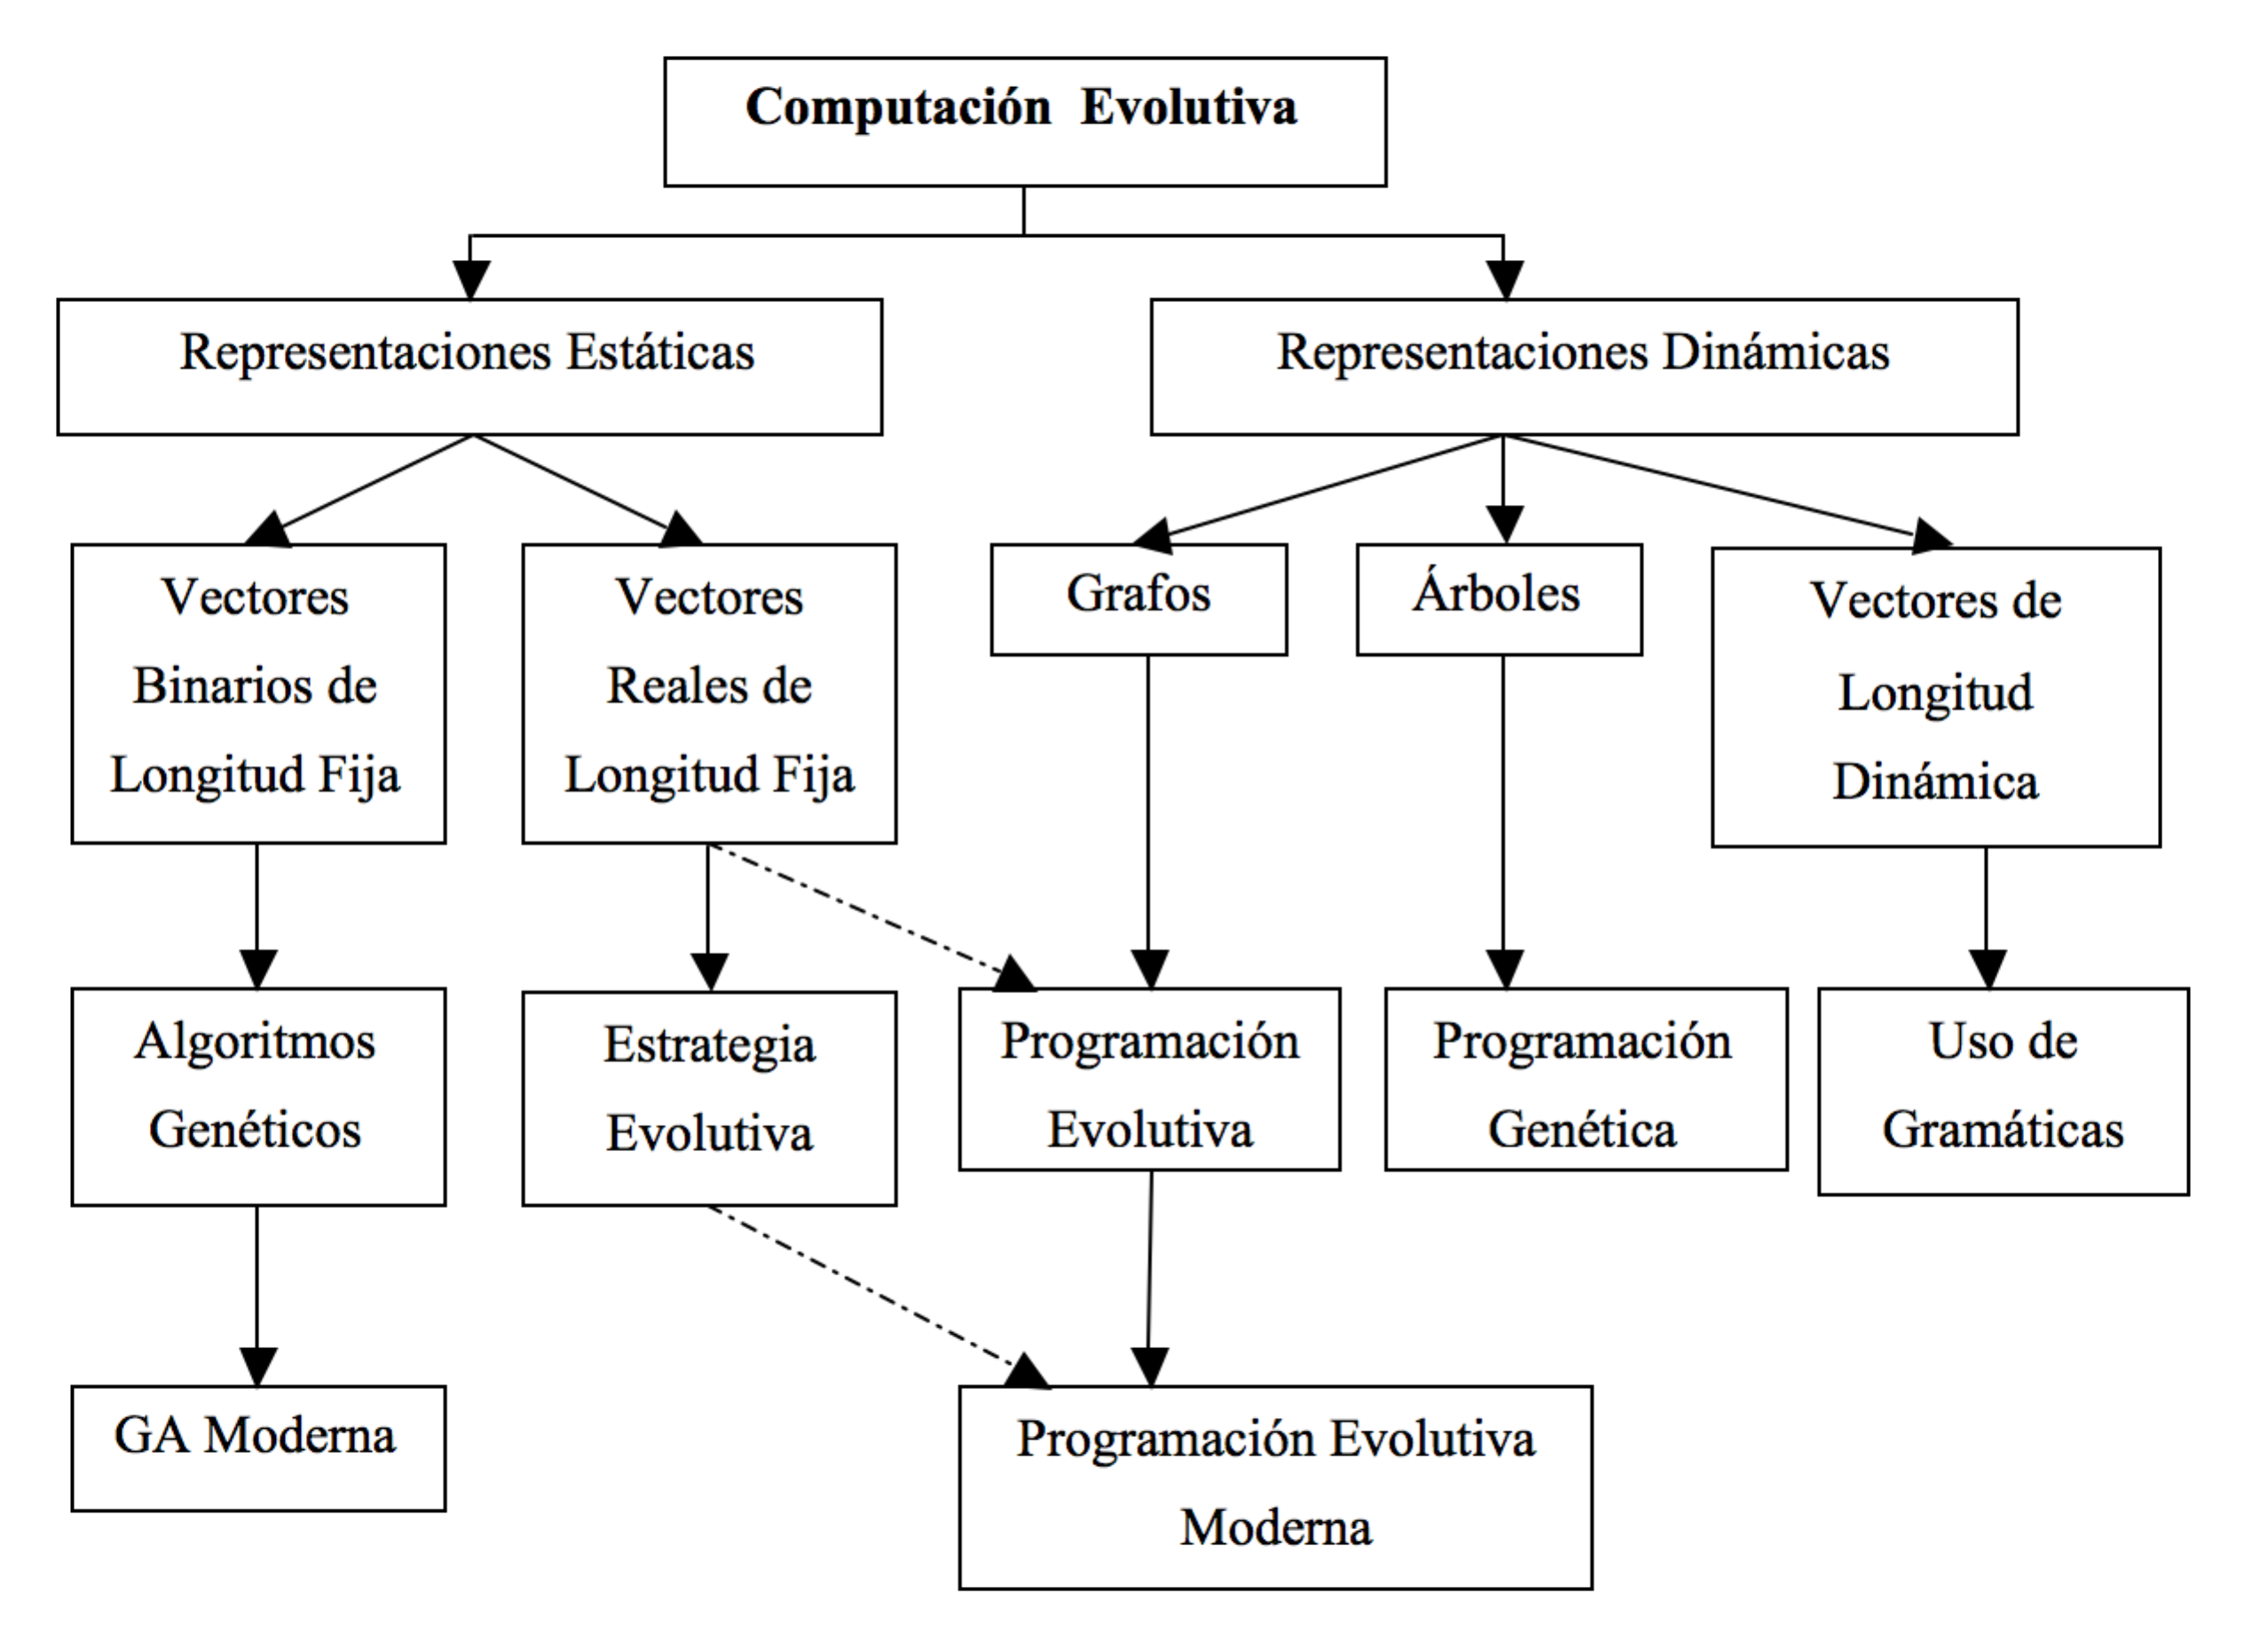 Computación Evolutiva
Representaciones Estáticas
Representaciones Dinámicas
Vectores
Binarios de
Longitud Fija
Vectores
Reales de
Longitud Fija
Grafos
Árboles
Vectores de
Longitud
Dinámica
Algoritmos
Genéticos
Estrategia
Evolutiva
Programación
Evolutiva
Programación
Genética
Uso de
Gramáticas
GA Moderna
Programación Evolutiva
Moderna